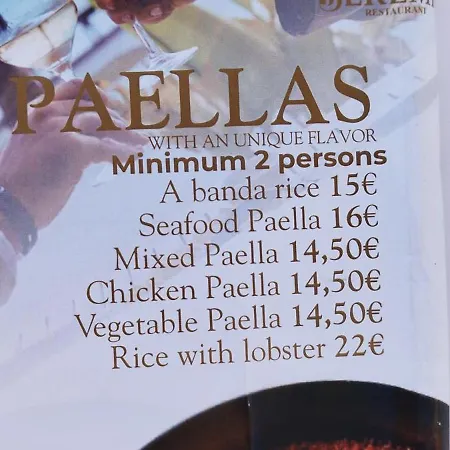 RESTAURANT
PAELLAS
WITH AN UNIQUE FLAVOR
Minimum 2 persons
A banda rice 15€
Seafood Paella 16€
Mixed Paella 14,50€
Chicken Paella 14,50€
Vegetable Paella 14,50€
Rice with lobster 22€